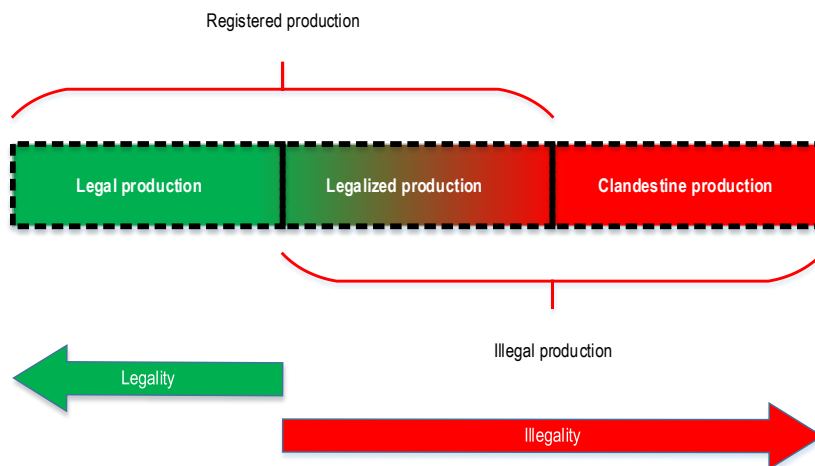 Registered production
Legal production
Legalized production
Clandestine production
Illegal production
Legality
Illegality